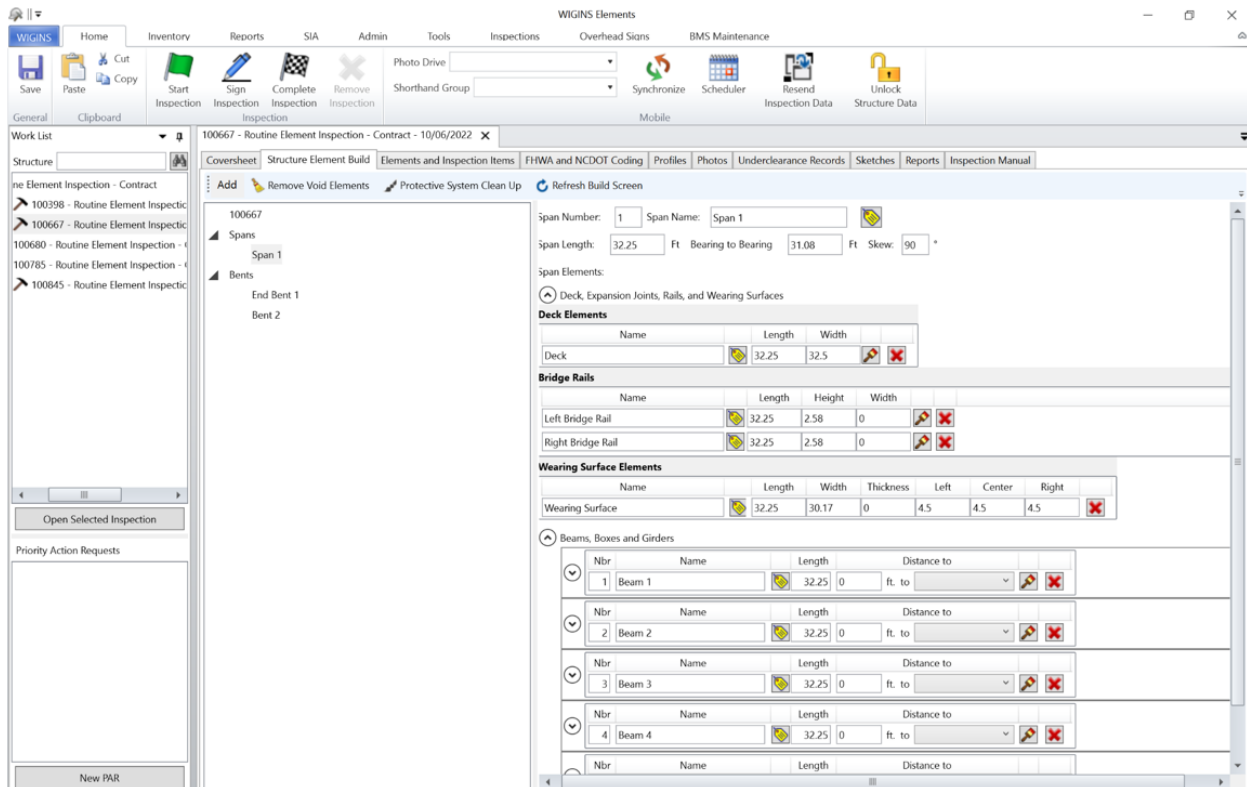 WIGINS Elements
WIGINS Home Inventory Reports SIA Admin Tools Inspections Overhead Signs BMS Maintenance
Save Paste Cut Copy Start Inspection Sign Inspection Complete Inspection Remove Inspection Photo Drive Shorthand Group Synchronize Scheduler Resend Inspection Data Unlock Structure Data
General Clipboard Inspection Mobile
Work List
Structure
ne Element Inspection - Contract
100398 - Routine Element Inspectic
100667 - Routine Element Inspectic
100680 - Routine Element Inspection - (
100785 - Routine Element Inspection - (
100845 - Routine Element Inspectic
Open Selected Inspection
Priority Action Requests
New PAR
100667 - Routine Element Inspection - Contract - 10/06/2022
Coversheet Structure Element Build Elements and Inspection Items FHWA and NCDOT Coding Profiles Photos Underclearance Records Sketches Reports Inspection Manual
Add Remove Void Elements Protective System Clean Up Refresh Build Screen
100667
Spans
Span 1
Bents
End Bent 1
Bent 2
Span Number: 1 Span Name: Span 1
Span Length: 32.25 Ft Bearing to Bearing 31.08 Ft Skew: 90 °
Span Elements:
Deck, Expansion Joints, Rails, and Wearing Surfaces
Deck Elements
Name Length Width
Deck 32.25 32.5
Bridge Rails
Name Length Height Width
Left Bridge Rail 32.25 2.58 0
Right Bridge Rail 32.25 2.58 0
Wearing Surface Elements
Name Length Width Thickness Left Center Right
Wearing Surface 32.25 30.17 0 4.5 4.5 4.5
Beams, Boxes and Girders
Nbr Name Length Distance to
1 Beam 1 32.25 0 ft. to
Nbr Name Length Distance to
2 Beam 2 32.25 0 ft. to
Nbr Name Length Distance to
3 Beam 3 32.25 0 ft. to
Nbr Name Length Distance to
4 Beam 4 32.25 0 ft. to
Nbr Name Length Distance to